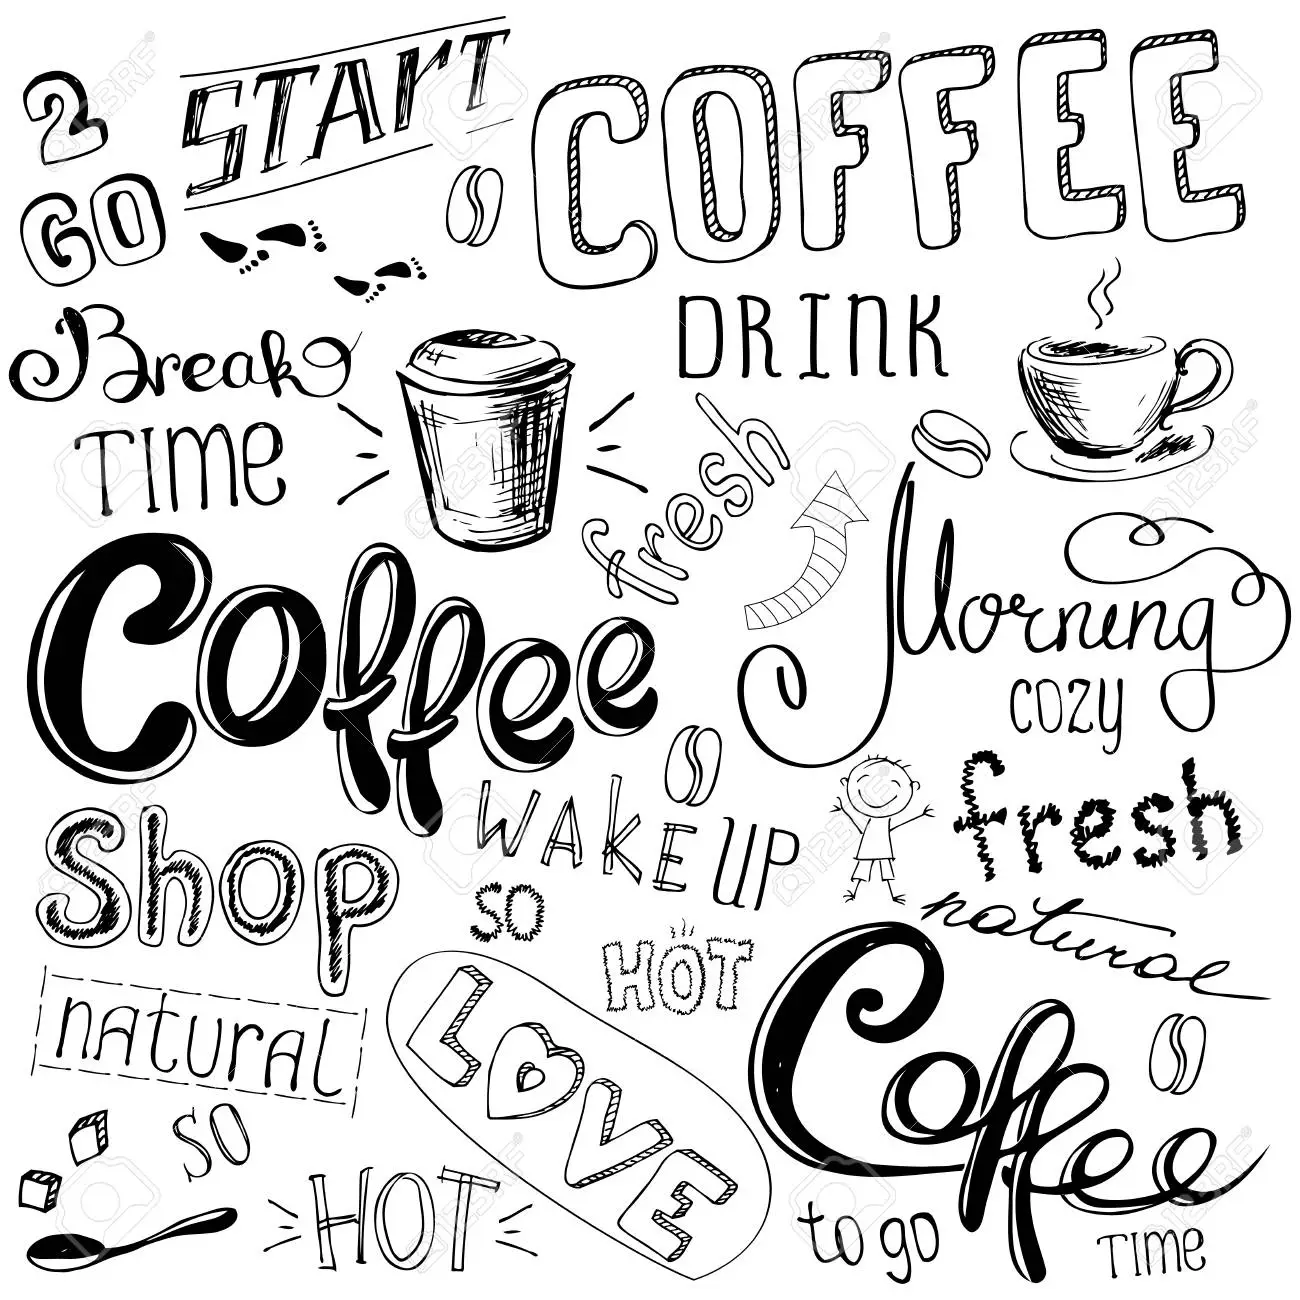 2
GO
START
COFFEE
DRINK
Break
TIME
fresh
Morning
cozy
Coffee
Shop
WAKE UP
fresh
SO
HOT
natural
natural
LOVE
Coffee
to go
TIME
SO
HOT
123RF